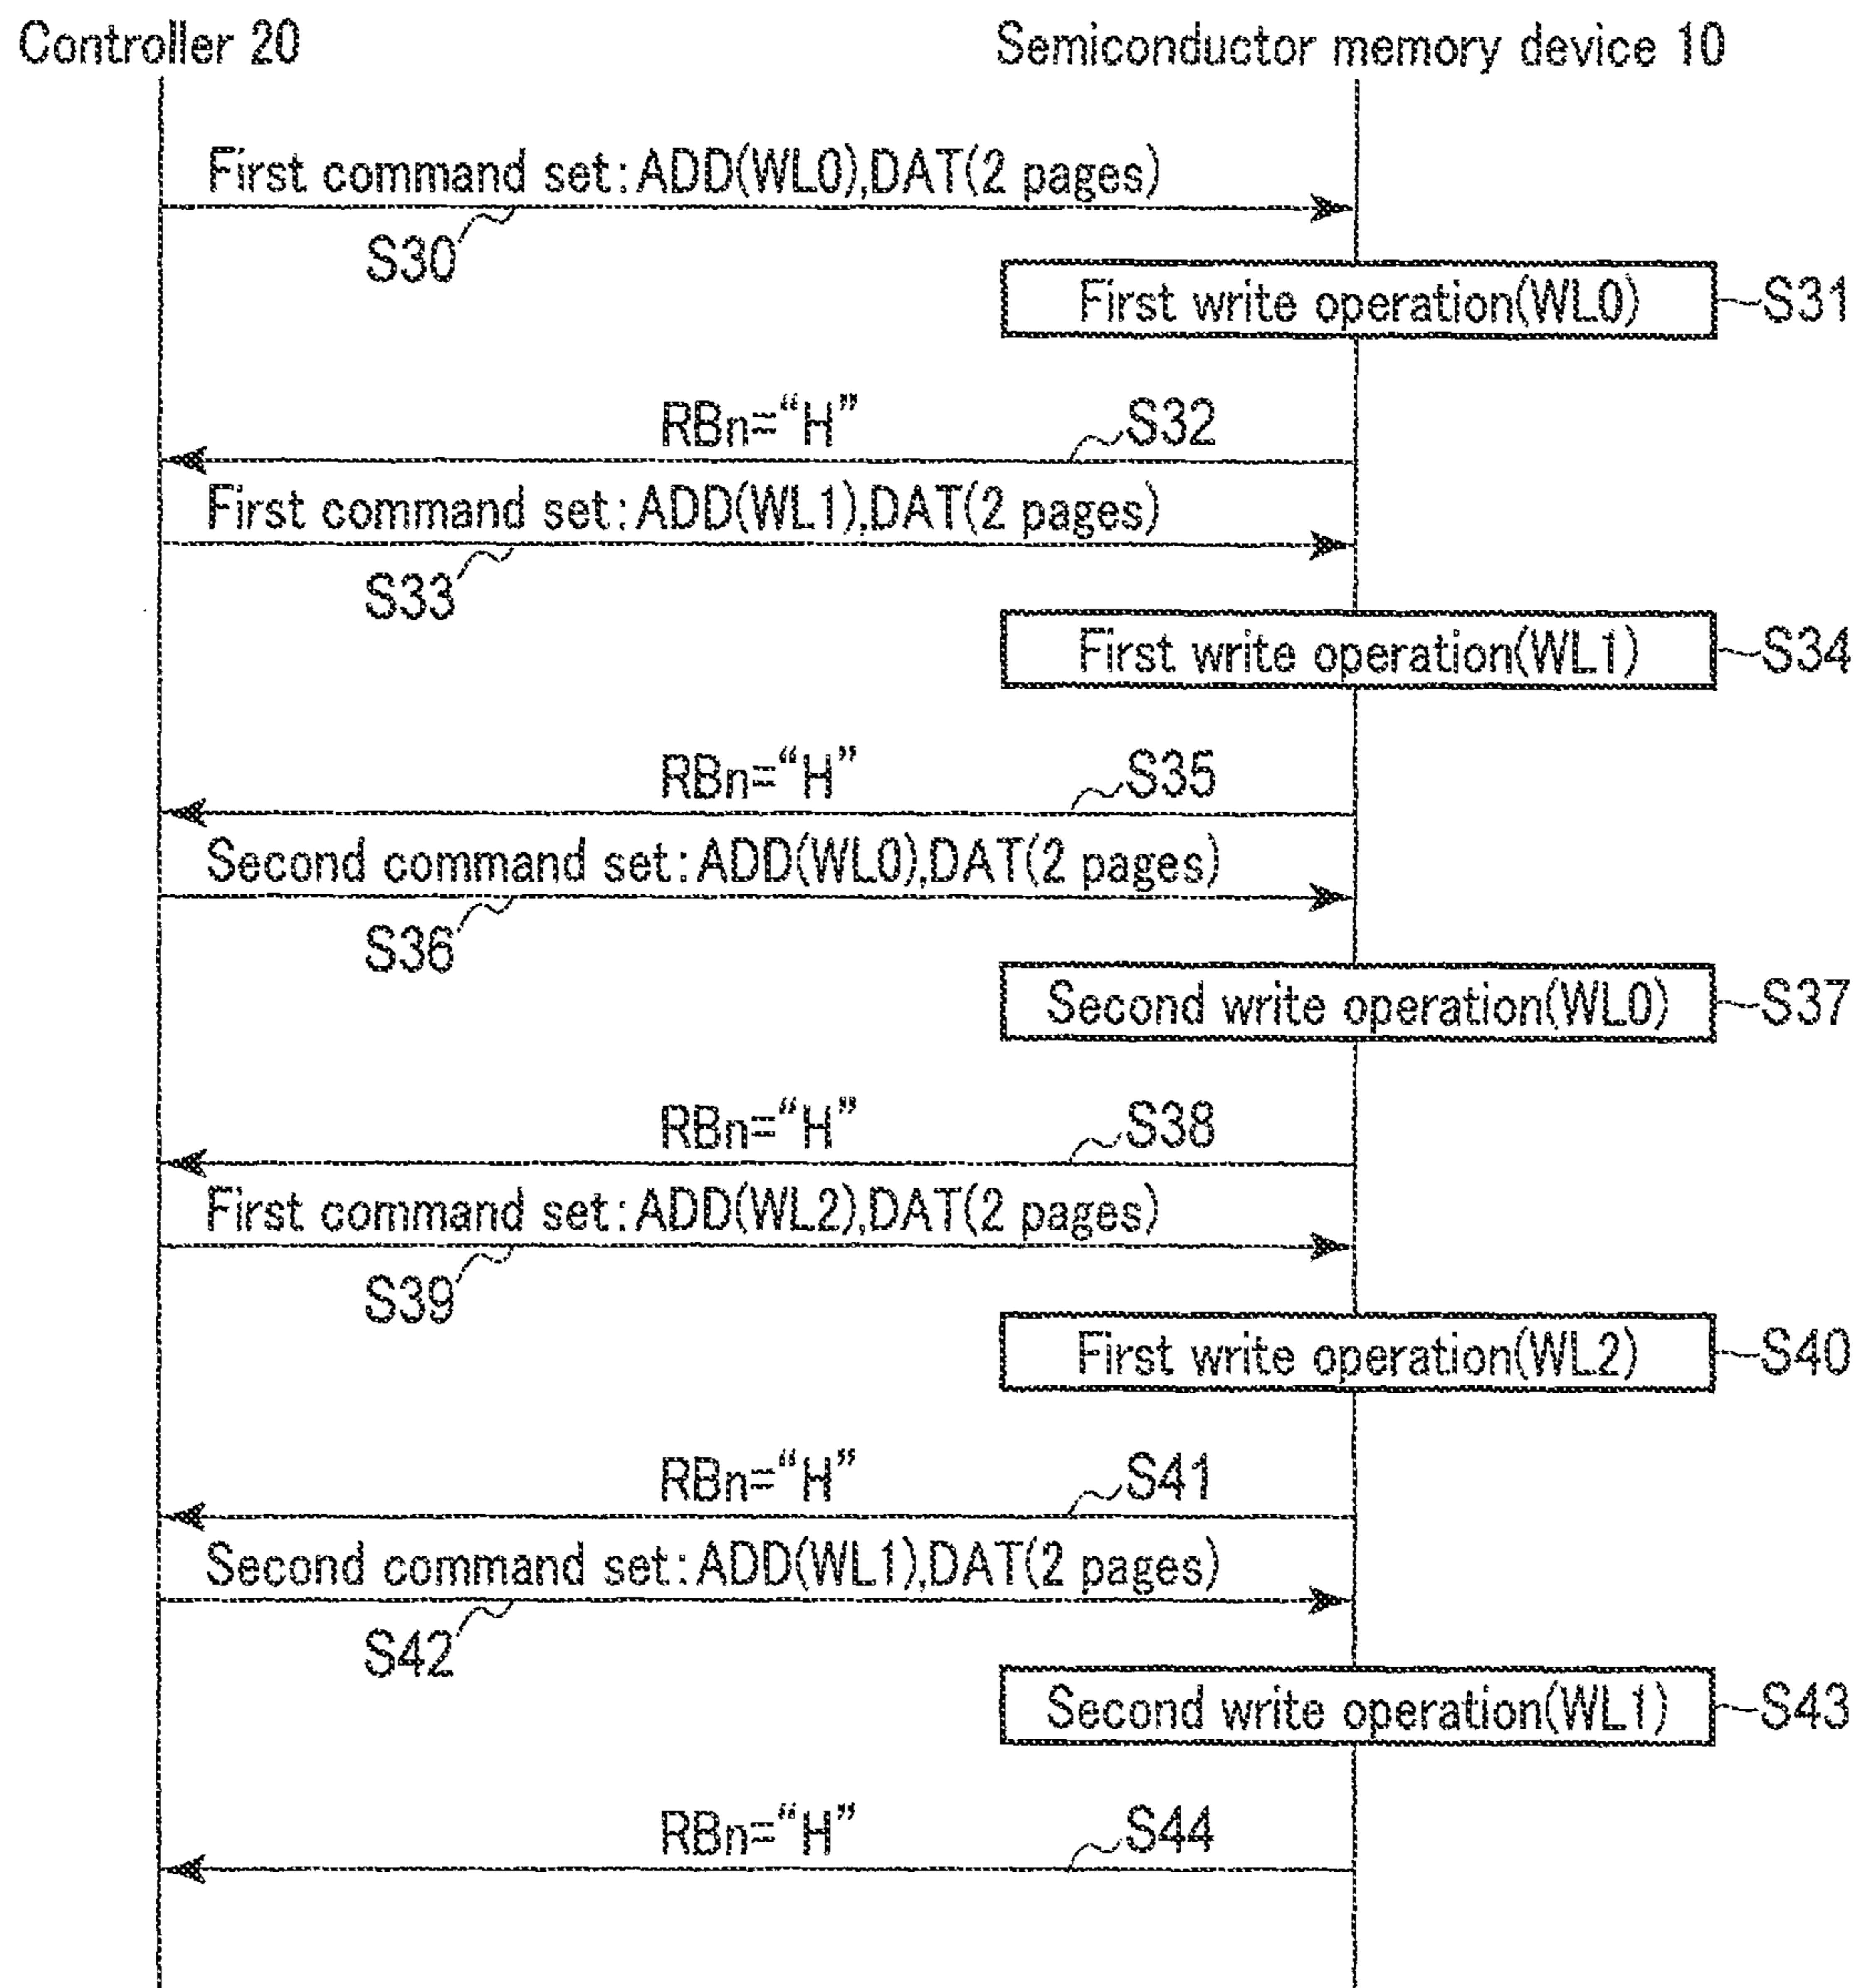 Controller 20
Semiconductor memory device 10
First command set:ADD(WL0),DAT(2 pages)
S30
First write operation(WL0)
S31
RBn=“H”
S32
First command set:ADD(WL1),DAT(2 pages)
S33
First write operation(WL1)
S34
RBn=“H”
S35
Second command set:ADD(WL0),DAT(2 pages)
S36
Second write operation(WL0)
S37
RBn=“H”
S38
First command set:ADD(WL2),DAT(2 pages)
S39
First write operation(WL2)
S40
RBn=“H”
S41
Second command set:ADD(WL1),DAT(2 pages)
S42
Second write operation(WL1)
S43
RBn=“H”
S44